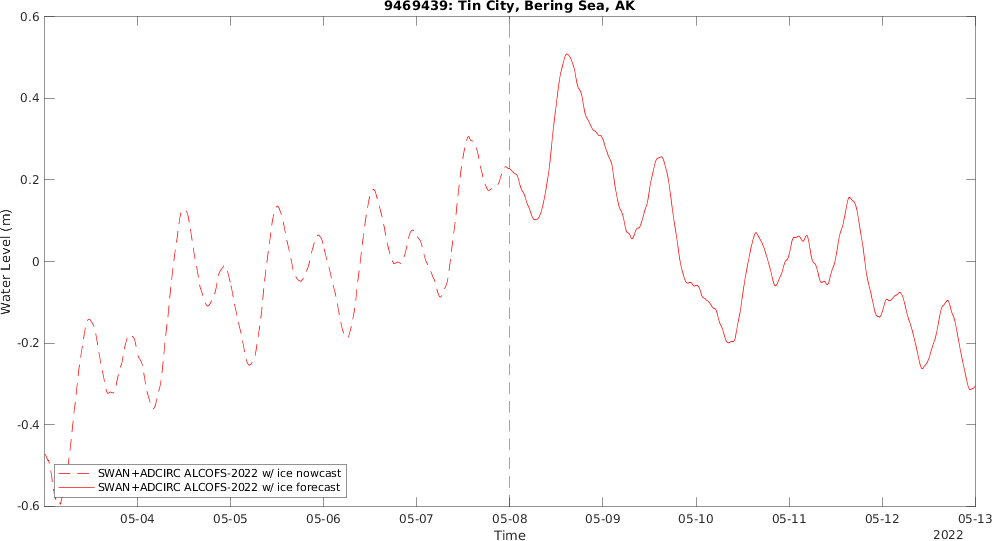 9469439: Tin City, Bering Sea, AK
0.6
0.4
0.2
0
-0.2
-0.4
-0.6
Water Level (m)
SWAN+ADCIRC ALCOFS-2022 w/ ice nowcast
SWAN+ADCIRC ALCOFS-2022 w/ ice forecast
05-04 05-05 05-06 05-07 05-08 05-09 05-10 05-11 05-12 05-13
Time
2022